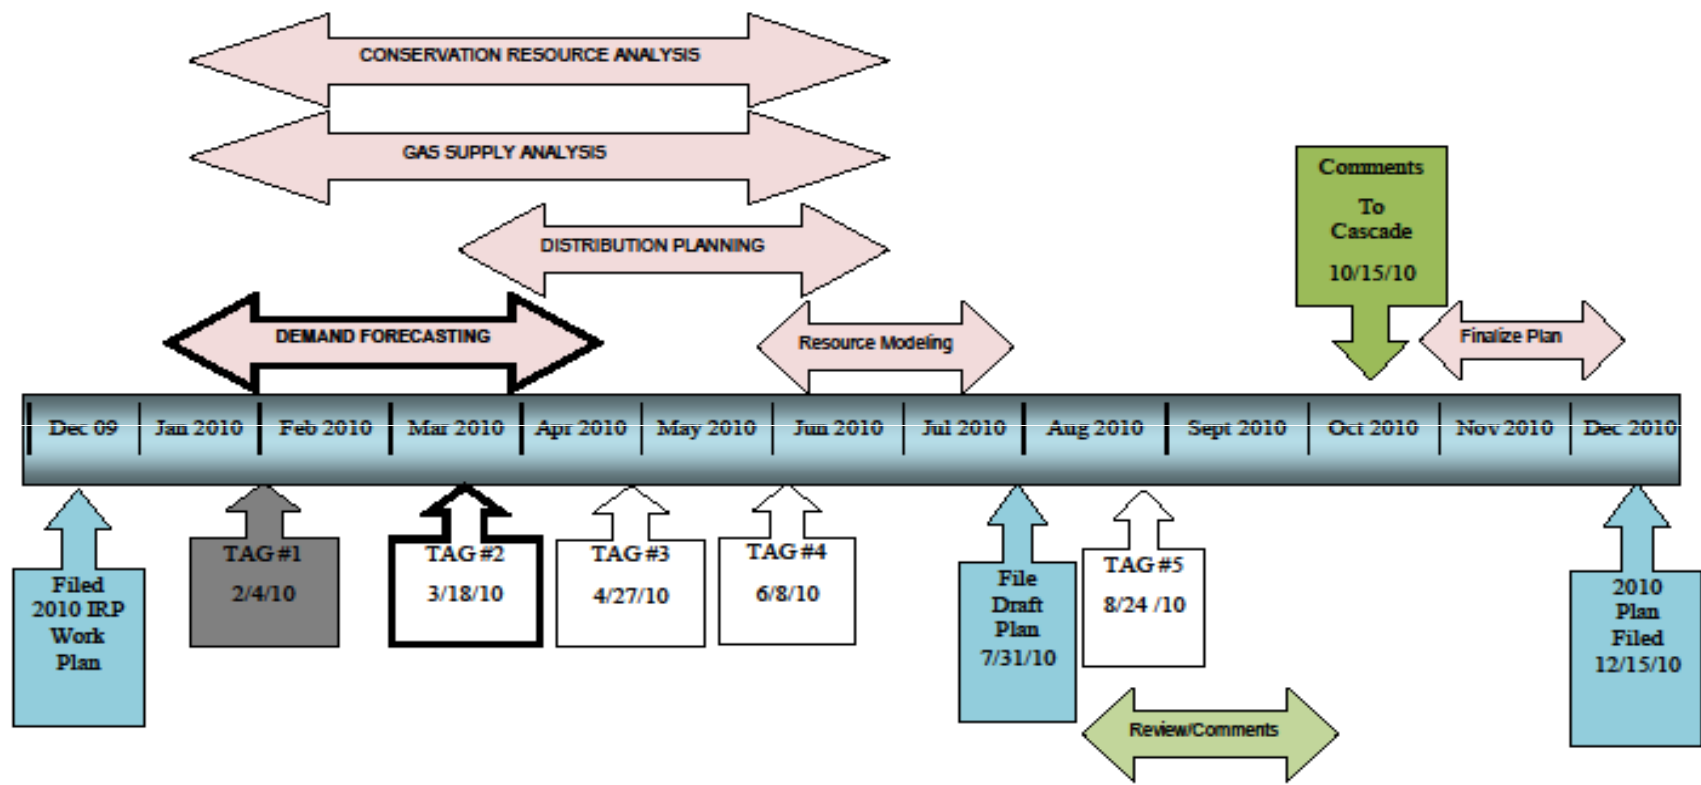 CONSERVATION RESOURCE ANALYSIS
GAS SUPPLY ANALYSIS
DISTRIBUTION PLANNING
DEMAND FORECASTING
Resource Modeling
Comments
To
Cascade
10/15/10
Finalize Plan
Dec 09
Jan 2010
Feb 2010
Mar 2010
Apr 2010
May 2010
Jun 2010
Jul 2010
Aug 2010
Sept 2010
Oct 2010
Nov 2010
Dec 2010
Filed
2010 IRP
Work
Plan
TAG #1
2/4/10
TAG #2
3/18/10
TAG #3
4/27/10
TAG #4
6/8/10
File
Draft
Plan
7/31/10
TAG #5
8/24 /10
2010
Plan
Filed
12/15/10
Review/Comments